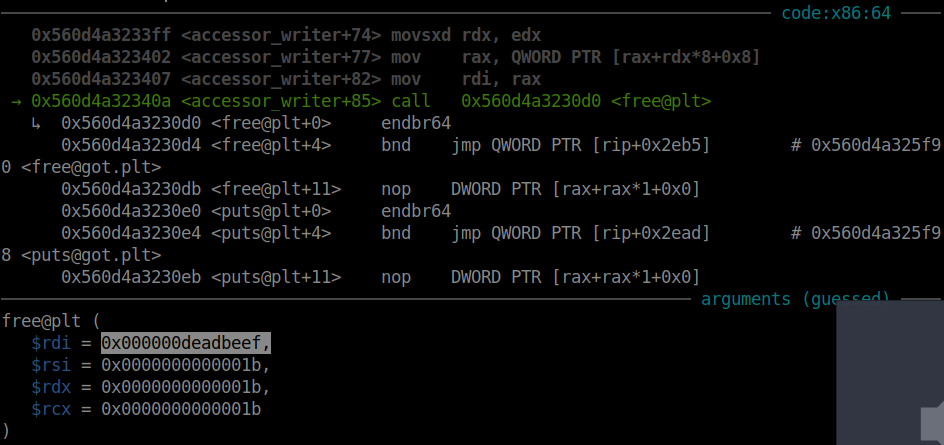 code:x86:64
0x560d4a3233ff <accessor_writer+74> movsxd rdx, edx
0x560d4a323402 <accessor_writer+77> mov    rax, QWORD PTR [rax+rdx*8+0x8]
0x560d4a323407 <accessor_writer+82> mov    rdi, rax
→ 0x560d4a32340a <accessor_writer+85> call   0x560d4a3230d0 <free@plt>
↳  0x560d4a3230d0 <free@plt+0>     endbr64
0x560d4a3230d4 <free@plt+4>     bnd    jmp QWORD PTR [rip+0x2eb5]        # 0x560d4a325f9
0 <free@got.plt>
0x560d4a3230db <free@plt+11>    nop    DWORD PTR [rax+rax*1+0x0]
0x560d4a3230e0 <puts@plt+0>     endbr64
0x560d4a3230e4 <puts@plt+4>     bnd    jmp QWORD PTR [rip+0x2ead]        # 0x560d4a325f9
8 <puts@got.plt>
0x560d4a3230eb <puts@plt+11>    nop    DWORD PTR [rax+rax*1+0x0]
arguments (guessed)
free@plt (
$rdi = 0x000000deadbeef,
$rsi = 0x0000000000001b,
$rdx = 0x0000000000001b,
$rcx = 0x0000000000001b
)